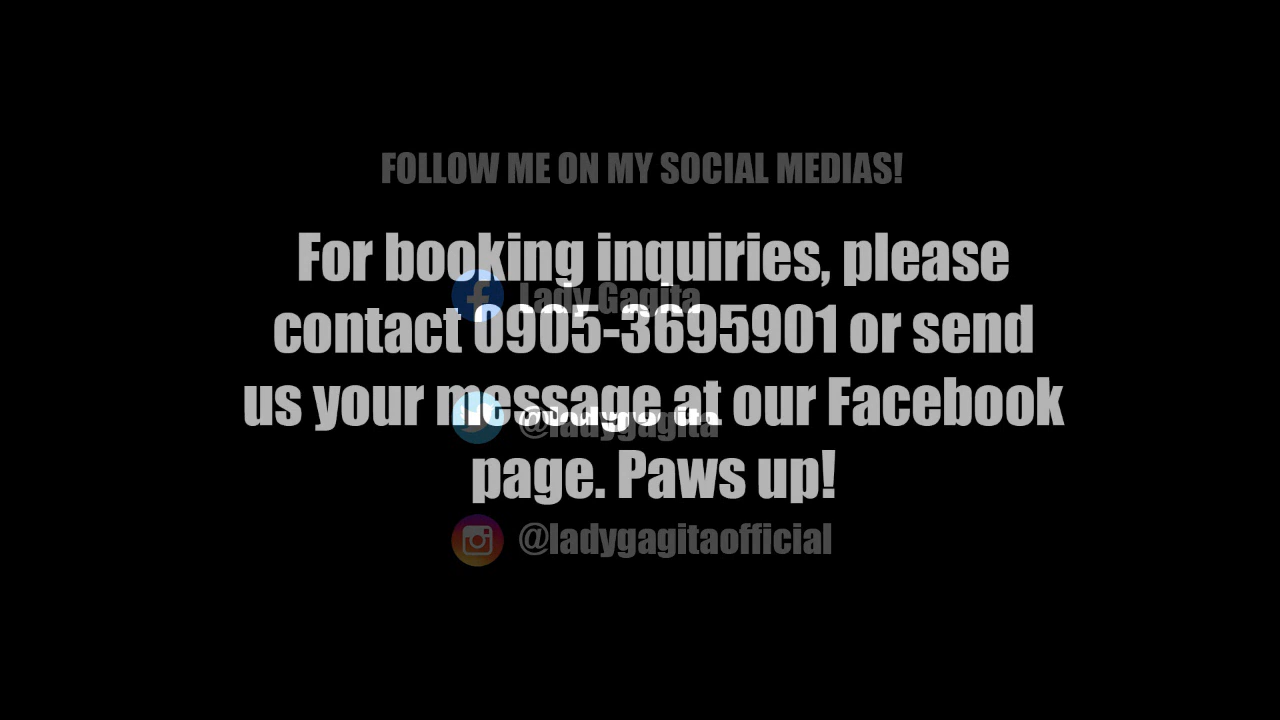 FOLLOW ME ON MY SOCIAL MEDIAS!
For booking inquiries, please
Lady Gagita
contact 0905-3695901 or send
us your message at our Facebook
@ladygagita
page. Paws up!
@ladygagitaofficial